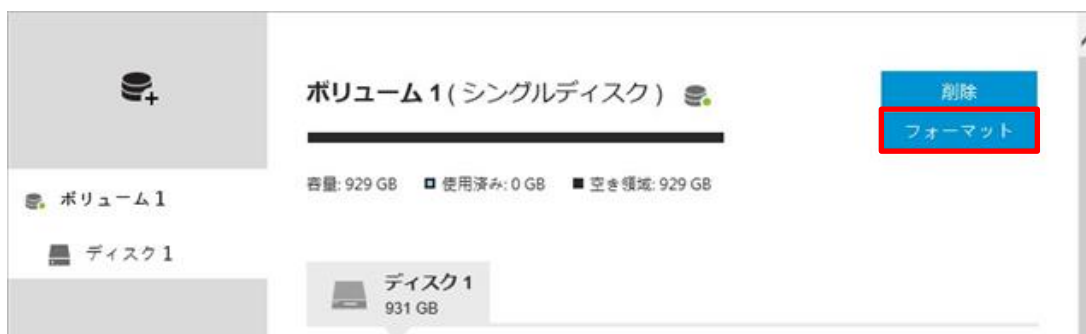 ボリューム 1 ( シングルディスク )
削除
フォーマット
容量: 929 GB 使用済み: 0 GB 空き領域: 929 GB
ボリューム 1
ディスク 1
ディスク 1
931 GB